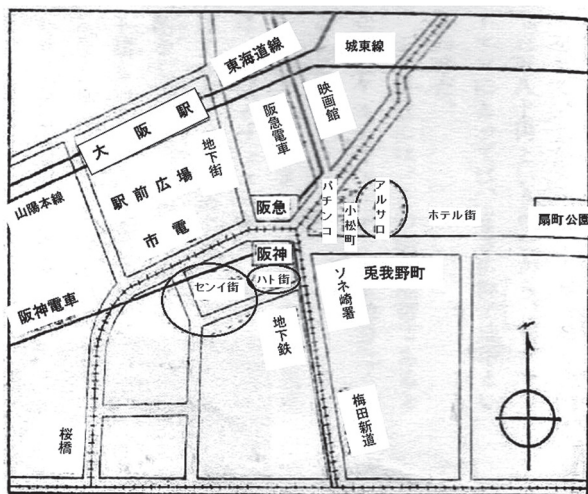 東海道線
城東線
映画館
阪急電車
大阪駅
地下街
駅前広場
山陽本線
市電
阪急
パチンコ
小松町
アルサロ
ホテル街
扇町公園
阪神
阪神電車
センイ街
ハト街
ソネ崎署
兎我野町
地下鉄
梅田新道
桜橋